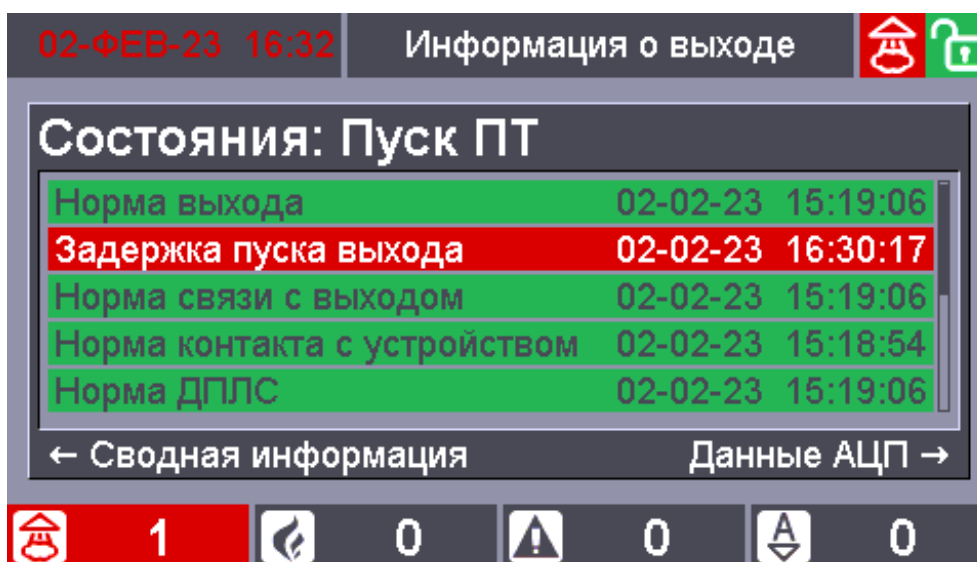 02-ФЕВ-23 16:32 Информация о выходе
Состояния: Пуск ПТ
Норма выхода 02-02-23 15:19:06
Задержка пуска выхода 02-02-23 16:30:17
Норма связи с выходом 02-02-23 15:19:06
Норма контакта с устройством 02-02-23 15:18:54
Норма ДПЛС 02-02-23 15:19:06
← Сводная информация Данные АЦП →
1 0 0 A 0